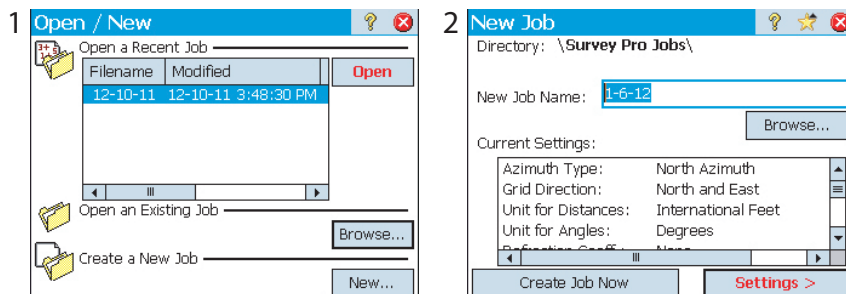 1 Open / New ?
Open a Recent Job
Filename Modified Open
12-10-11 12-10-11 3:48:30 PM
Open an Existing Job
Browse...
Create a New Job
New...
2 New Job ?
Directory: \Survey Pro Jobs\
New Job Name: 1-6-12
Browse...
Current Settings:
Azimuth Type: North Azimuth
Grid Direction: North and East
Unit for Distances: International Feet
Unit for Angles: Degrees
Create Job Now Settings >